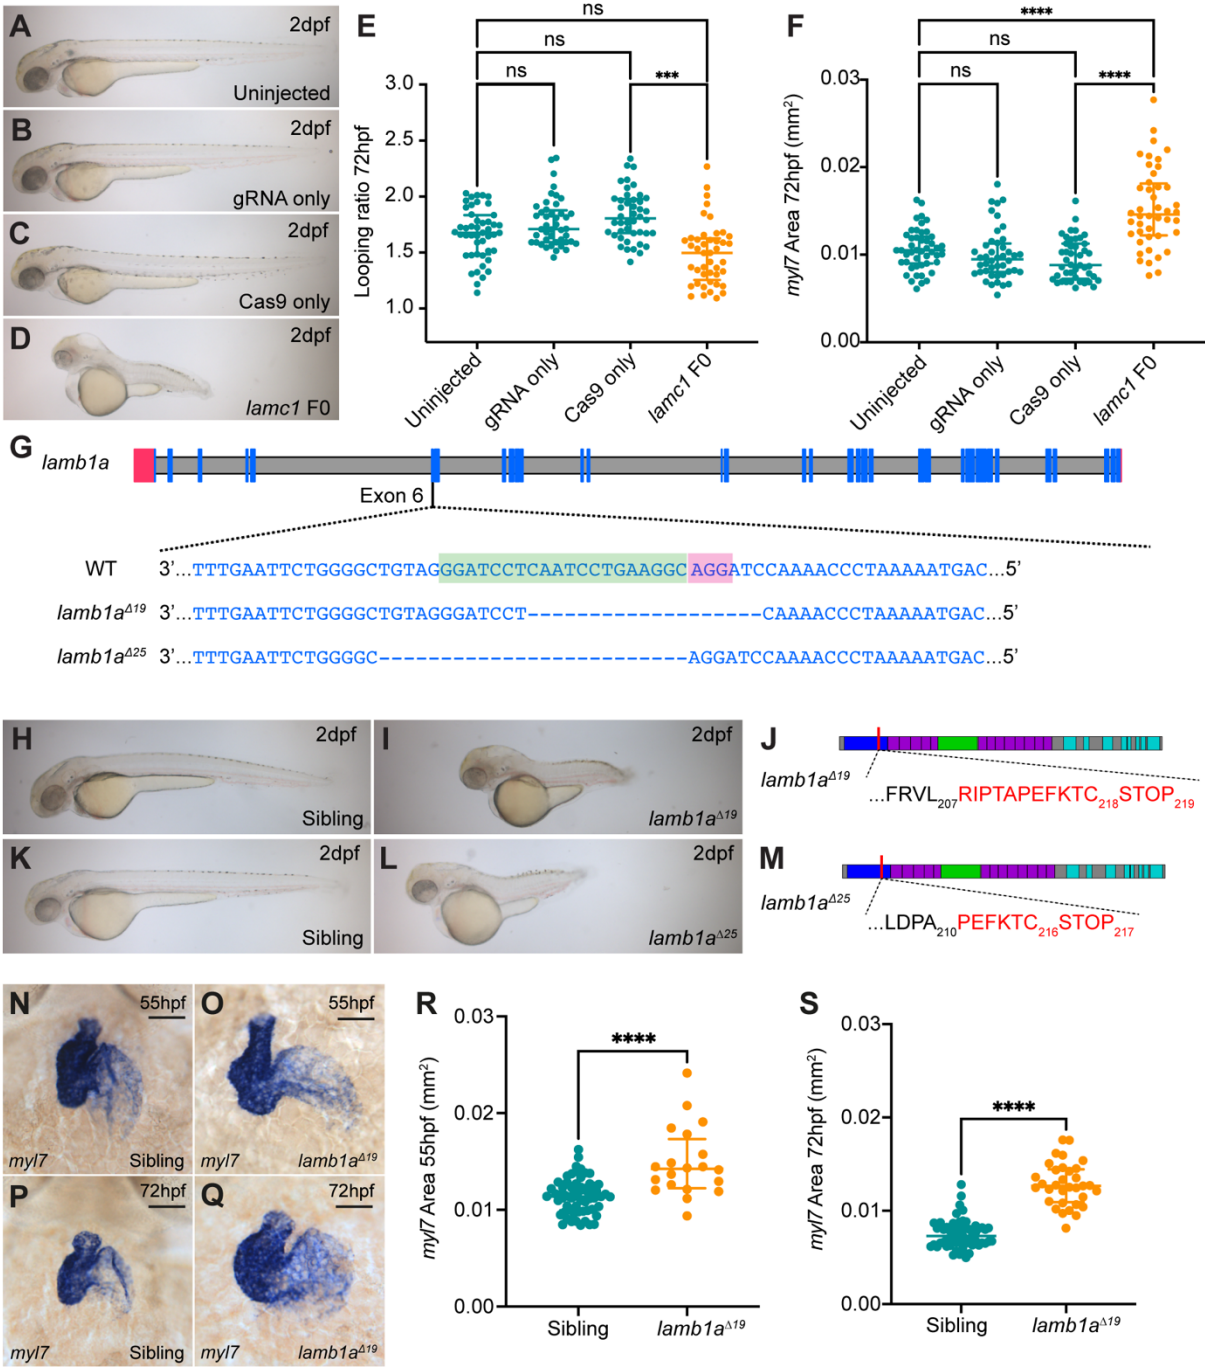 A
2dpf
Uninjected
B
2dpf
gRNA only
C
2dpf
Cas9 only
D
2dpf
lamc1 F0
E
ns
ns
ns
***
3.0
2.5
2.0
1.5
1.0
Looping ratio 72hpf
Uninjected
gRNA only
Cas9 only
lamc1 F0
F
****
ns
ns
****
0.03
0.02
0.01
0.00
myl7 Area 72hpf (mm²)
Uninjected
gRNA only
Cas9 only
lamc1 F0
G
lamb1a
Exon 6
WT 3’...TTTGAATTCTGGGGCTGTAGGGATCCTCAATCCTGAAGGCAGGATCCAAAACCCTAAAAATGAC...5’
lamb1aΔ19 3’...TTTGAATTCTGGGGCTGTAGGGATCCT-------------------CAAAACCCTAAAAATGAC...5’
lamb1aΔ25 3’...TTTGAATTCTGGGGC-------------------------AGGATCCAAAACCCTAAAAATGAC...5’
H
2dpf
Sibling
I
2dpf
lamb1aΔ19
J
lamb1aΔ19
...FRVL207RIPTAPEFKTC218STOP219
K
2dpf
Sibling
L
2dpf
lamb1aΔ25
M
lamb1aΔ25
...LDPA210PEFKTC216STOP217
N
55hpf
myl7
Sibling
O
55hpf
myl7
lamb1aΔ19
P
72hpf
myl7
Sibling
Q
72hpf
myl7
lamb1aΔ19
R
****
0.03
0.02
0.01
0.00
myl7 Area 55hpf (mm²)
Sibling
lamb1aΔ19
S
****
0.03
0.02
0.01
0.00
myl7 Area 72hpf (mm²)
Sibling
lamb1aΔ19